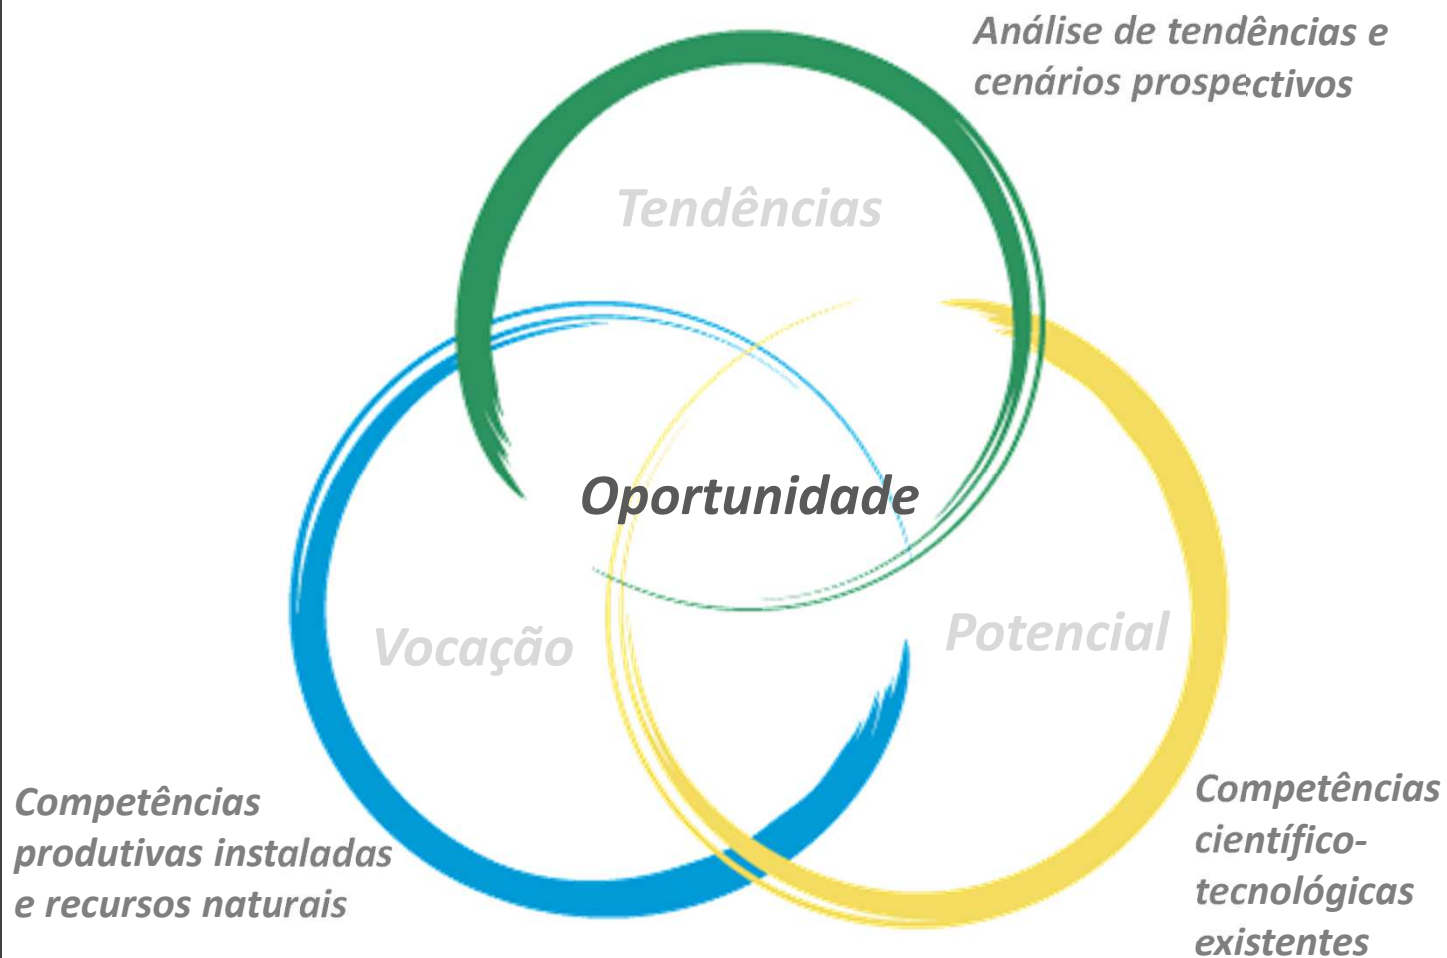 Análise de tendências e
cenários prospectivos
Tendências
Oportunidade
Vocação
Potencial
Competências
produtivas instaladas
e recursos naturais
Competências
científico-
tecnológicas
existentes